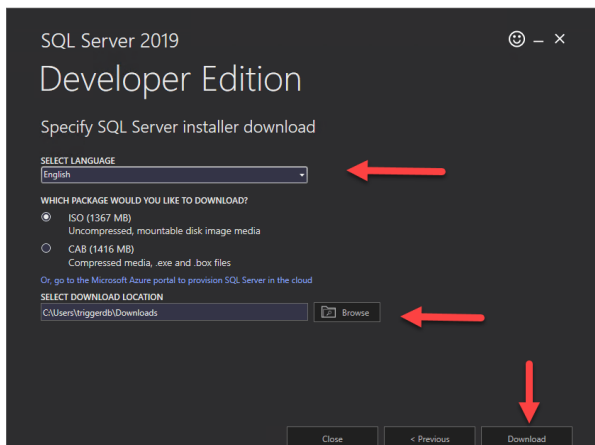 SQL Server 2019
Developer Edition
Specify SQL Server installer download
SELECT LANGUAGE
English
WHICH PACKAGE WOULD YOU LIKE TO DOWNLOAD?
ISO (1367 MB)
Uncompressed, mountable disk image media
CAB (1416 MB)
Compressed media, .exe and .box files
Or, go to the Microsoft Azure portal to provision SQL Server in the cloud
SELECT DOWNLOAD LOCATION
C:\Users\triggerdb\Downloads
Browse
Close
< Previous
Download